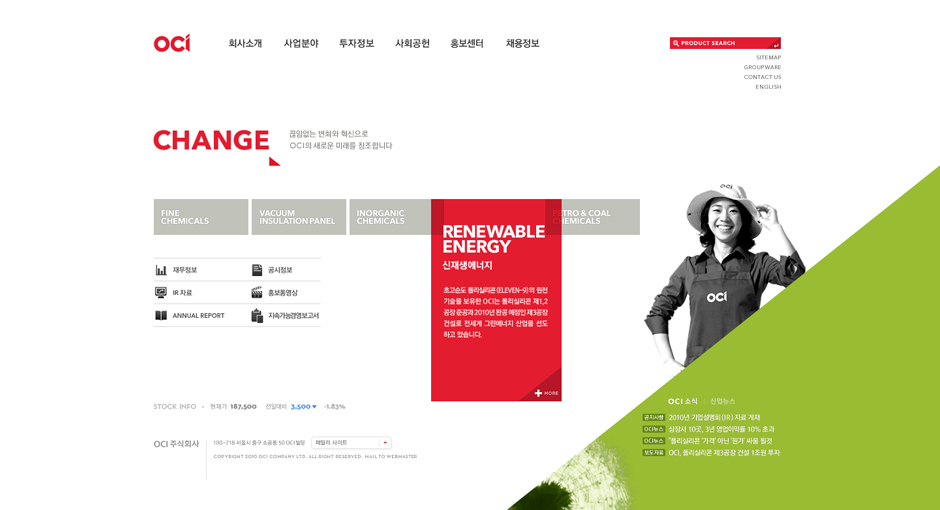 OCI
회사소개 사업분야 투자정보 사회공헌 홍보센터 채용정보
PRODUCT SEARCH
SITEMAP
GROUPWARE
CONTACT US
ENGLISH
CHANGE
끊임없는 변화와 혁신으로
OCI의 새로운 미래를 창조합니다
FINE
CHEMICALS
VACUUM
INSULATION PANEL
INORGANIC
CHEMICALS
RENEWABLE
ENERGY
신재생에너지
초고순도 폴리실리콘(ELEVEN-9)의 원천
기술을 보유한 OCI는 폴리실리콘 제1,2
공장 준공과 2010년 완공 예정인 제3공장
건설로 전세계 그린에너지 산업을 선도
하고 있습니다.
MORE
PETRO & COAL
CHEMICALS
oci
OCI
재무정보 공시정보
IR 자료 홍보동영상
ANNUAL REPORT 지속가능경영보고서
STOCK INFO 현재가 187,500 전일대비 3,500 ▼ -1.83%
OCI 소식 산업뉴스
공지사항 2010년 기업설명회(IR) 자료 게재
OCI뉴스 상장사 10곳, 3년 영업이익률 10% 초과
OCI뉴스 '폴리실리콘 '가격' 아닌 '원가' 싸움 될것
보도자료 OCI, 폴리실리콘 제3공장 건설 1조원 투자
OCI 주식회사
100-718 서울시 중구 소공동 50 OCI빌딩 패밀리 사이트
COPYRIGHT 2010 OCI COMPANY LTD. ALL RIGHT RESERVED. MAIL TO WEBMASTER